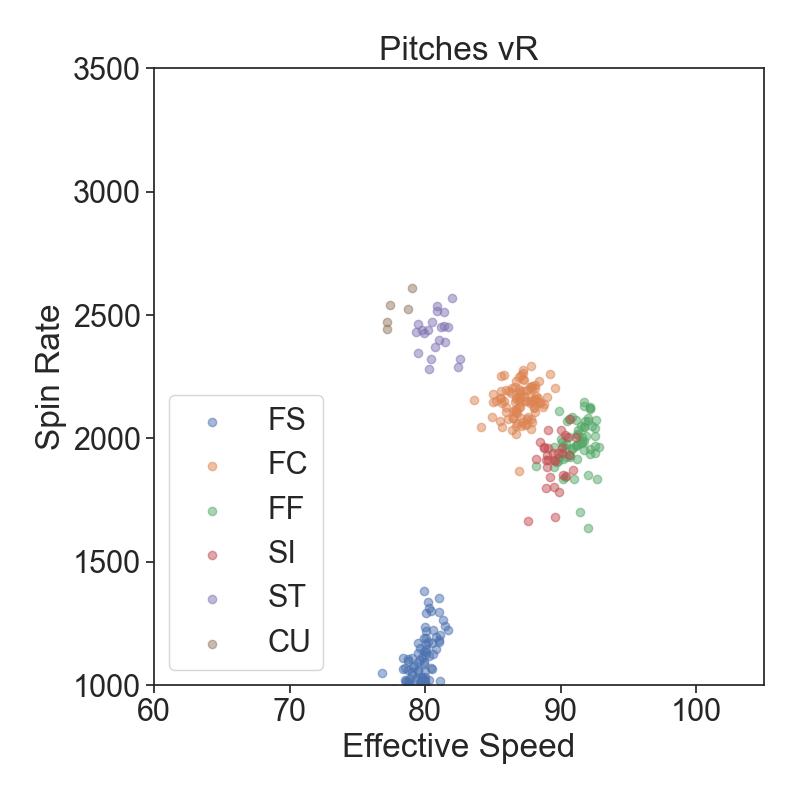 Pitches vR
3500
3000
2500
2000
1500
1000
Spin Rate
FS
FC
FF
SI
ST
CU
60 70 80 90 100
Effective Speed